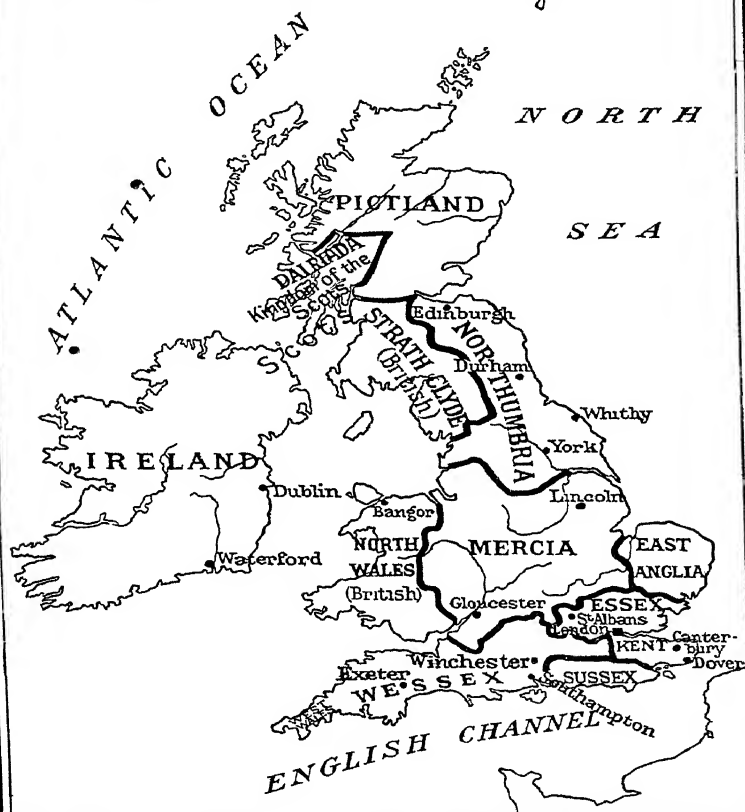 ATLANTIC OCEAN
NORTH
SEA
PICTLAND
DALRIADA
Kingdom of the
Scots
Scots
STRATH CLYDE
(British)
Edinburgh
NORTHUMBRIA
Durham
Whitby
York
IRELAND
Dublin
Waterford
Lincoln
Bangor
NORTH
WALES
(British)
MERCIA
EAST
ANGLIA
Gloucester
ESSEX
St Albans
London
KENT
Canter-
bury
Dover
Winchester
SUSSEX
Exeter
WESSEX
Southampton
WEST
WALES
ENGLISH CHANNEL